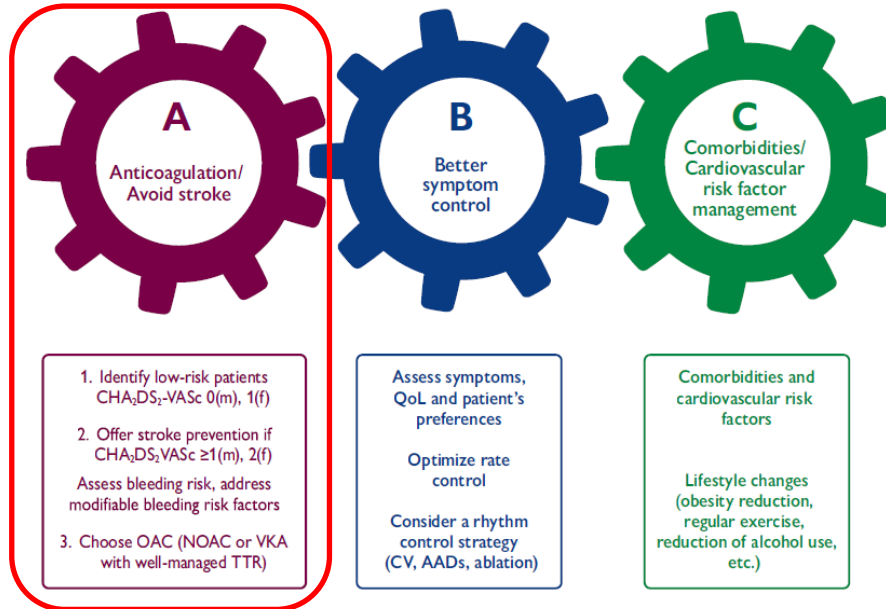 A
Anticoagulation/
Avoid stroke
1. Identify low-risk patients
CHA₂DS₂-VASc 0(m), 1(f)
2. Offer stroke prevention if
CHA₂DS₂VASc ≥1(m), 2(f)
Assess bleeding risk, address
modifiable bleeding risk factors
3. Choose OAC (NOAC or VKA
with well-managed TTR)
B
Better
symptom
control
Assess symptoms,
QoL and patient's
preferences
Optimize rate
control
Consider a rhythm
control strategy
(CV, AADs, ablation)
C
Comorbidities/
Cardiovascular
risk factor
management
Comorbidities and
cardiovascular risk
factors
Lifestyle changes
(obesity reduction,
regular exercise,
reduction of alcohol use,
etc.)